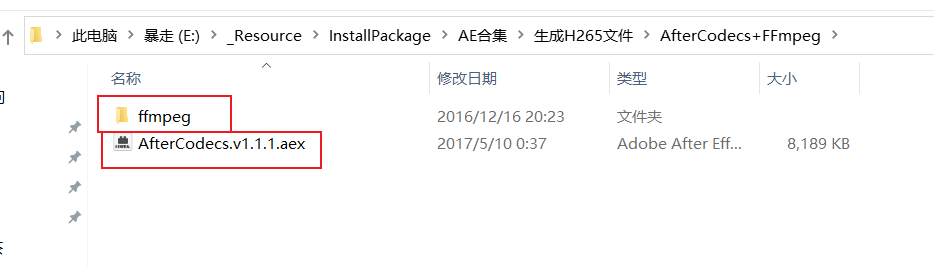 此电脑 › 暴走 (E:) › _Resource › InstallPackage › AE合集 › 生成H265文件 › AfterCodecs+FFmpeg ›
名称 修改日期 类型 大小
ffmpeg 2016/12/16 20:23 文件夹
AfterCodecs.v1.1.1.aex 2017/5/10 0:37 Adobe After Eff... 8,189 KB